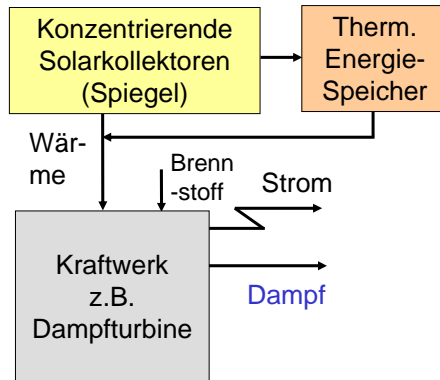 Konzentrierende
Solarkollektoren
(Spiegel)
Therm.
Energie-
Speicher
Wär-
me
Brenn
-stoff
Strom
Kraftwerk
z.B.
Dampfturbine
Dampf